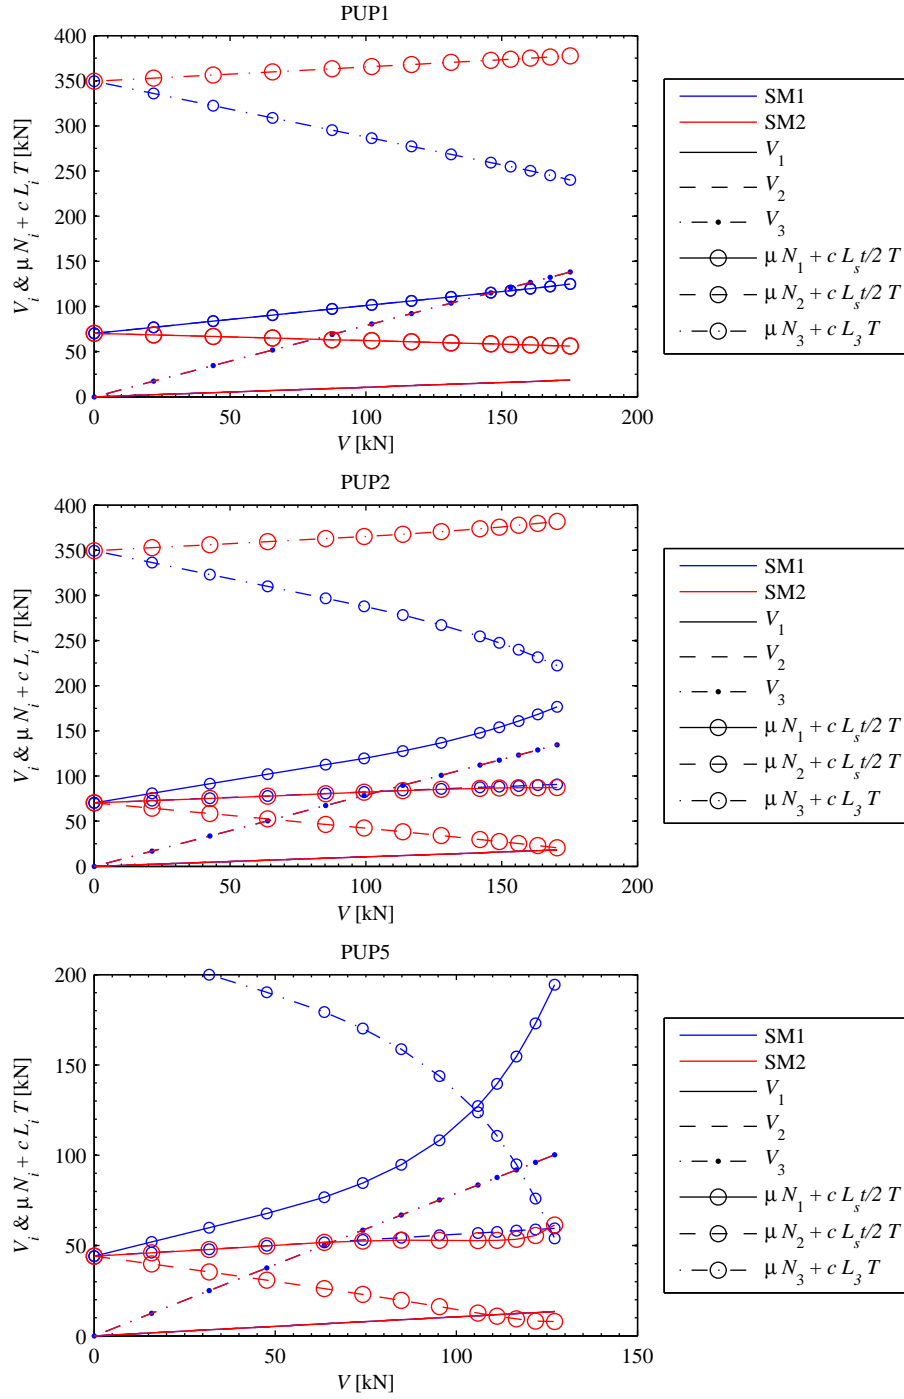 PUP1
400
350
300
250
200
150
100
50
0
0 50 100 150 200
V [kN]
V_i & μ N_i + c L_i T [kN]
SM1
SM2
V_1
V_2
V_3
μ N_1 + c L_s t/2 T
μ N_2 + c L_s t/2 T
μ N_3 + c L_3 T
PUP2
400
350
300
250
200
150
100
50
0
0 50 100 150 200
V [kN]
V_i & μ N_i + c L_i T [kN]
SM1
SM2
V_1
V_2
V_3
μ N_1 + c L_s t/2 T
μ N_2 + c L_s t/2 T
μ N_3 + c L_3 T
PUP5
200
150
100
50
0
0 50 100 150
V [kN]
V_i & μ N_i + c L_i T [kN]
SM1
SM2
V_1
V_2
V_3
μ N_1 + c L_s t/2 T
μ N_2 + c L_s t/2 T
μ N_3 + c L_3 T